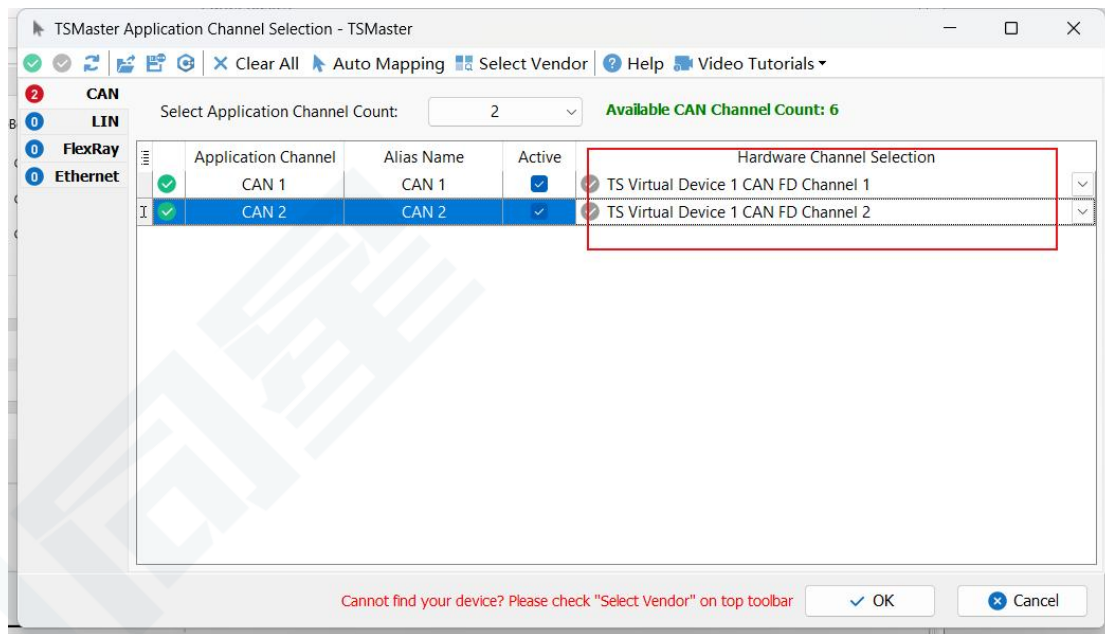 TSMaster Application Channel Selection - TSMaster
Clear All Auto Mapping Select Vendor Help Video Tutorials
2 CAN
0 LIN
0 FlexRay
0 Ethernet
Select Application Channel Count: 2 Available CAN Channel Count: 6
Application Channel Alias Name Active Hardware Channel Selection
CAN 1 CAN 1 TS Virtual Device 1 CAN FD Channel 1
CAN 2 CAN 2 TS Virtual Device 1 CAN FD Channel 2
Cannot find your device? Please check "Select Vendor" on top toolbar OK Cancel
同星